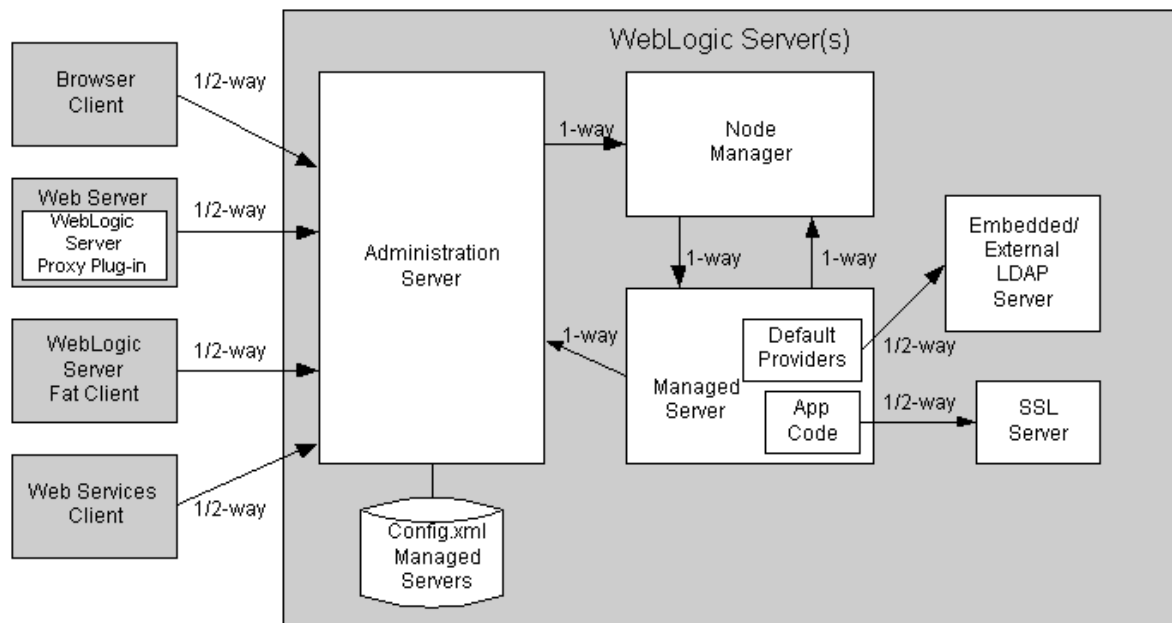 WebLogic Server(s)
Browser
Client
1/2-way
Web Server
WebLogic
Server
Proxy Plug-in
1/2-way
WebLogic
Server
Fat Client
1/2-way
Web Services
Client
1/2-way
Administration
Server
1-way
Node
Manager
1-way
1-way
1-way
Managed
Server
Default
Providers
App
Code
1/2-way
Embedded/
External
LDAP
Server
1/2-way
SSL
Server
Config.xml
Managed
Servers